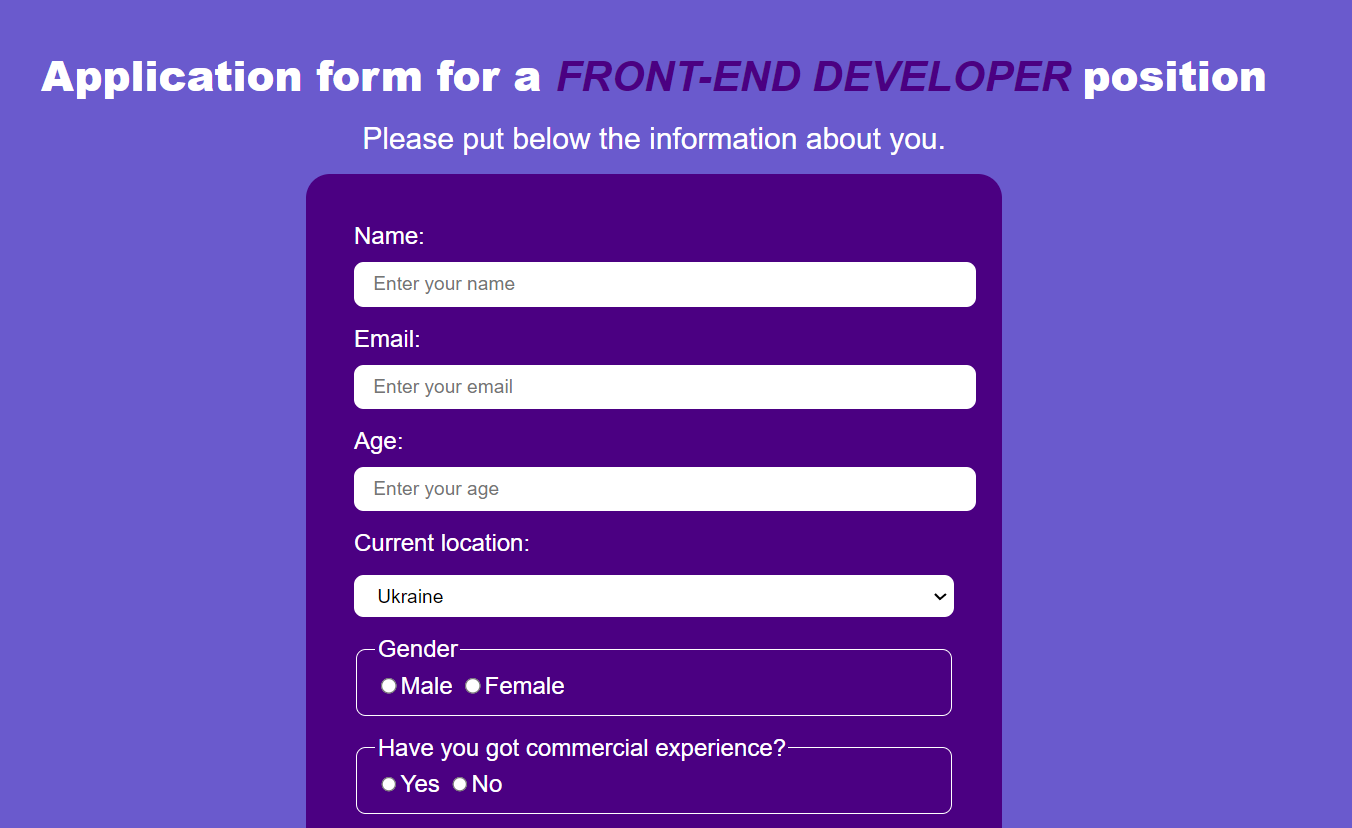 Application form for a FRONT-END DEVELOPER position
Please put below the information about you.
Name:
Enter your name
Email:
Enter your email
Age:
Enter your age
Current location:
Ukraine
Gender
Male Female
Have you got commercial experience?
Yes No